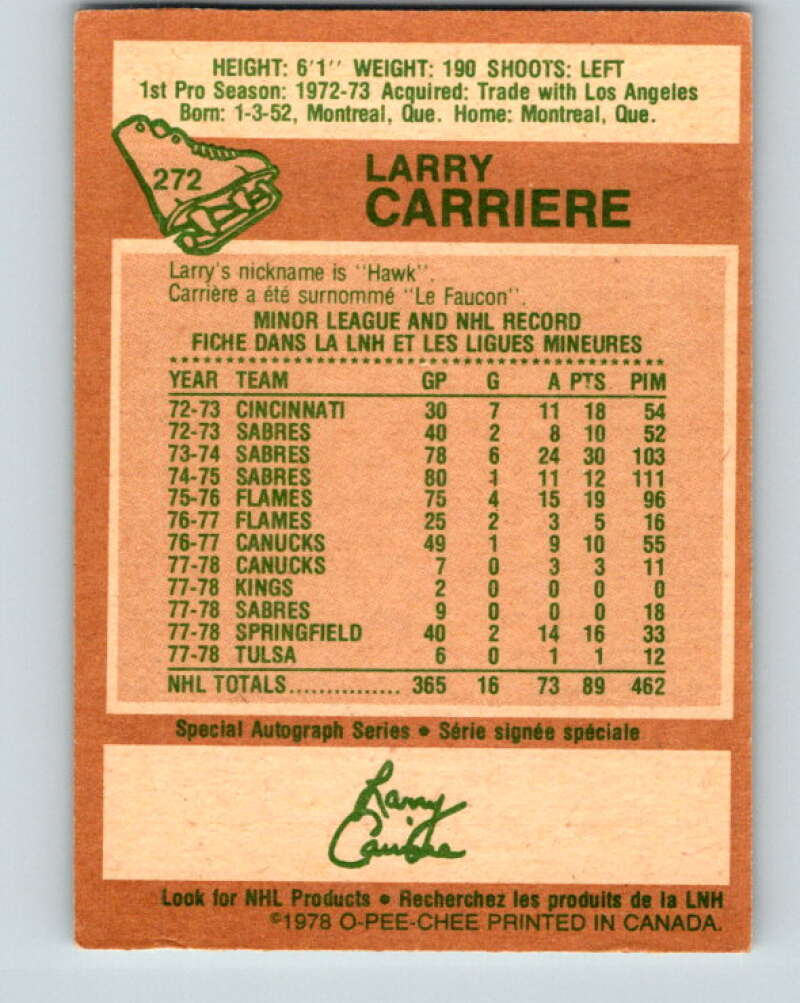 HEIGHT: 6'1'' WEIGHT: 190 SHOOTS: LEFT
1st Pro Season: 1972-73 Acquired: Trade with Los Angeles
Born: 1-3-52, Montreal, Que. Home: Montreal, Que.
272
LARRY
CARRIERE
Larry's nickname is "Hawk".
Carrière a été surnommé "Le Faucon".
MINOR LEAGUE AND NHL RECORD
FICHE DANS LA LNH ET LES LIGUES MINEURES
YEAR TEAM GP G A PTS PIM
72-73 CINCINNATI 30 7 11 18 54
72-73 SABRES 40 2 8 10 52
73-74 SABRES 78 6 24 30 103
74-75 SABRES 80 1 11 12 111
75-76 FLAMES 75 4 15 19 96
76-77 FLAMES 25 2 3 5 16
76-77 CANUCKS 49 1 9 10 55
77-78 CANUCKS 7 0 3 3 11
77-78 KINGS 2 0 0 0 0
77-78 SABRES 9 0 0 0 18
77-78 SPRINGFIELD 40 2 14 16 33
77-78 TULSA 6 0 1 1 12
NHL TOTALS............... 365 16 73 89 462
Special Autograph Series • Série signée spéciale
Larry
Carriere
Look for NHL Products • Recherchez les produits de la LNH
©1978 O-PEE-CHEE PRINTED IN CANADA.